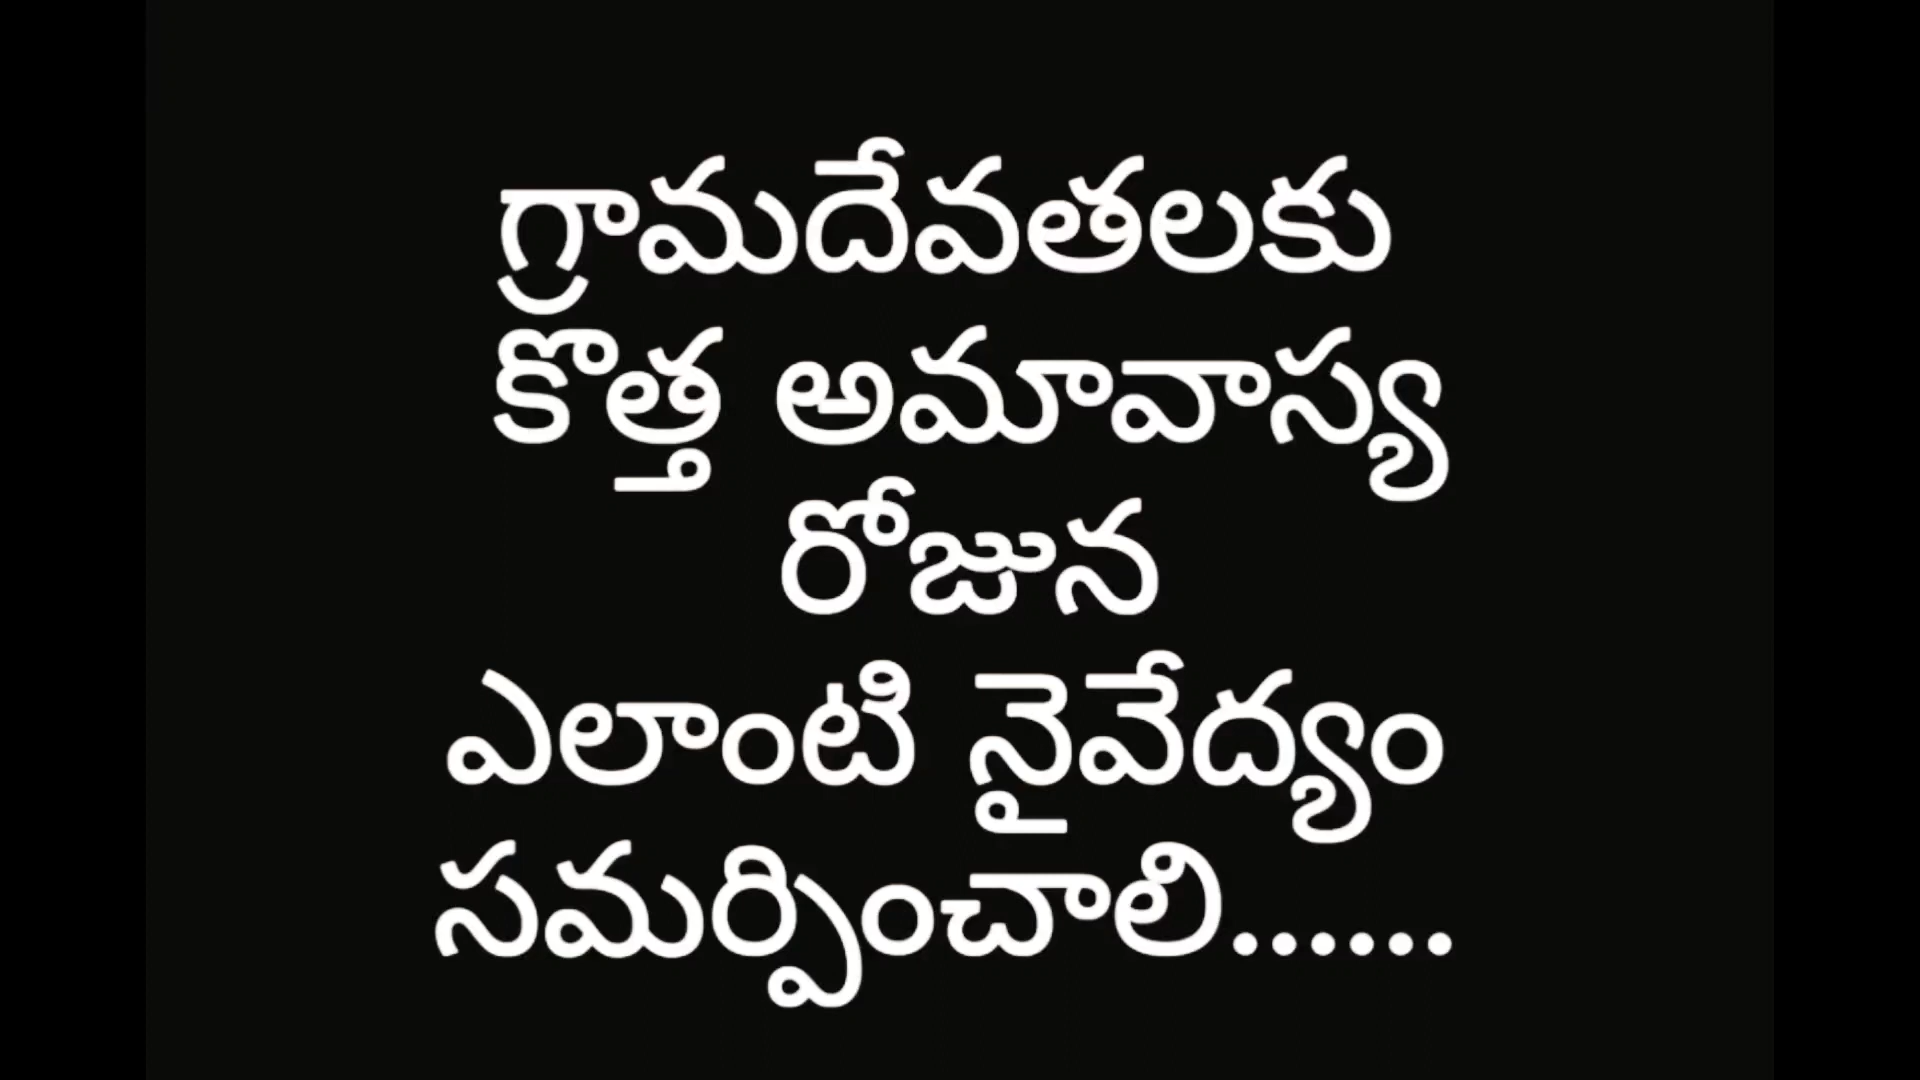 గ్రామదేవతలకు
కొత్త అమావాస్య
రోజున
ఎలాంటి నైవేద్యం
సమర్పించాలి......